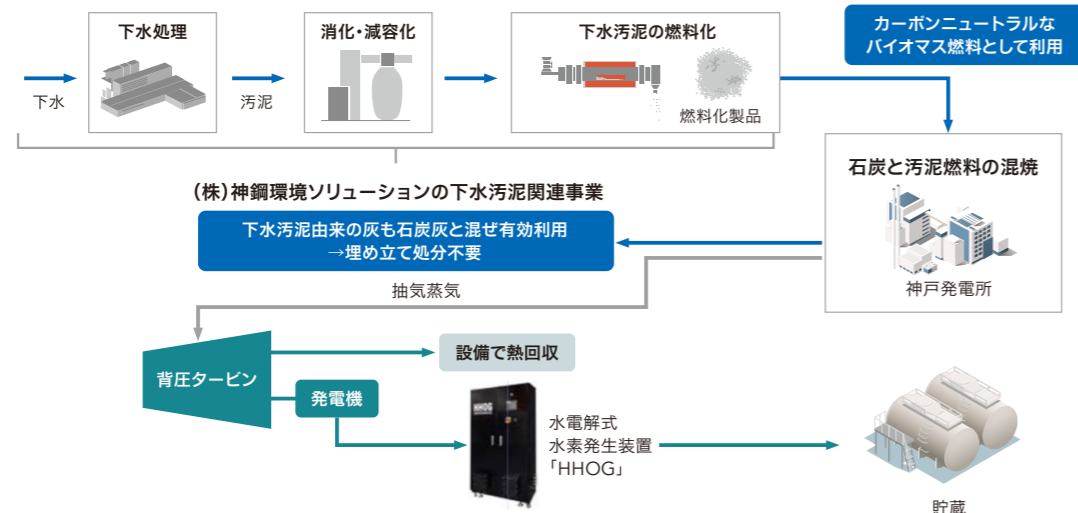 下水処理
消化・減容化
下水汚泥の燃料化
カーボンニュートラルな
バイオマス燃料として利用
下水
汚泥
燃料化製品
石炭と汚泥燃料の混焼
(株)神鋼環境ソリューションの下水汚泥関連事業
下水汚泥由来の灰も石炭灰と混ぜ有効利用
→埋め立て処分不要
神戸発電所
抽気蒸気
背圧タービン
設備で熱回収
発電機
HHOG
水電解式
水素発生装置
「HHOG」
貯蔵